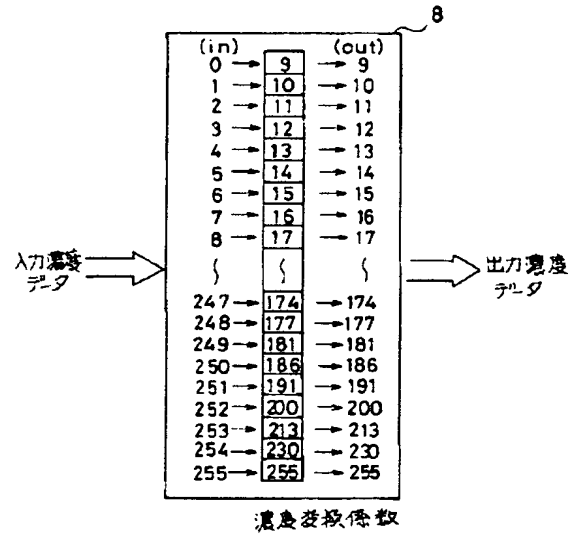 8
(in) (out)
0 → 9 → 9
1 → 10 → 10
2 → 11 → 11
3 → 12 → 12
4 → 13 → 13
5 → 14 → 14
6 → 15 → 15
7 → 16 → 16
8 → 17 → 17
入力濃度
データ
出力濃度
データ
247 → 174 → 174
248 → 177 → 177
249 → 181 → 181
250 → 186 → 186
251 → 191 → 191
252 → 200 → 200
253 → 213 → 213
254 → 230 → 230
255 → 255 → 255
濃度変換係数